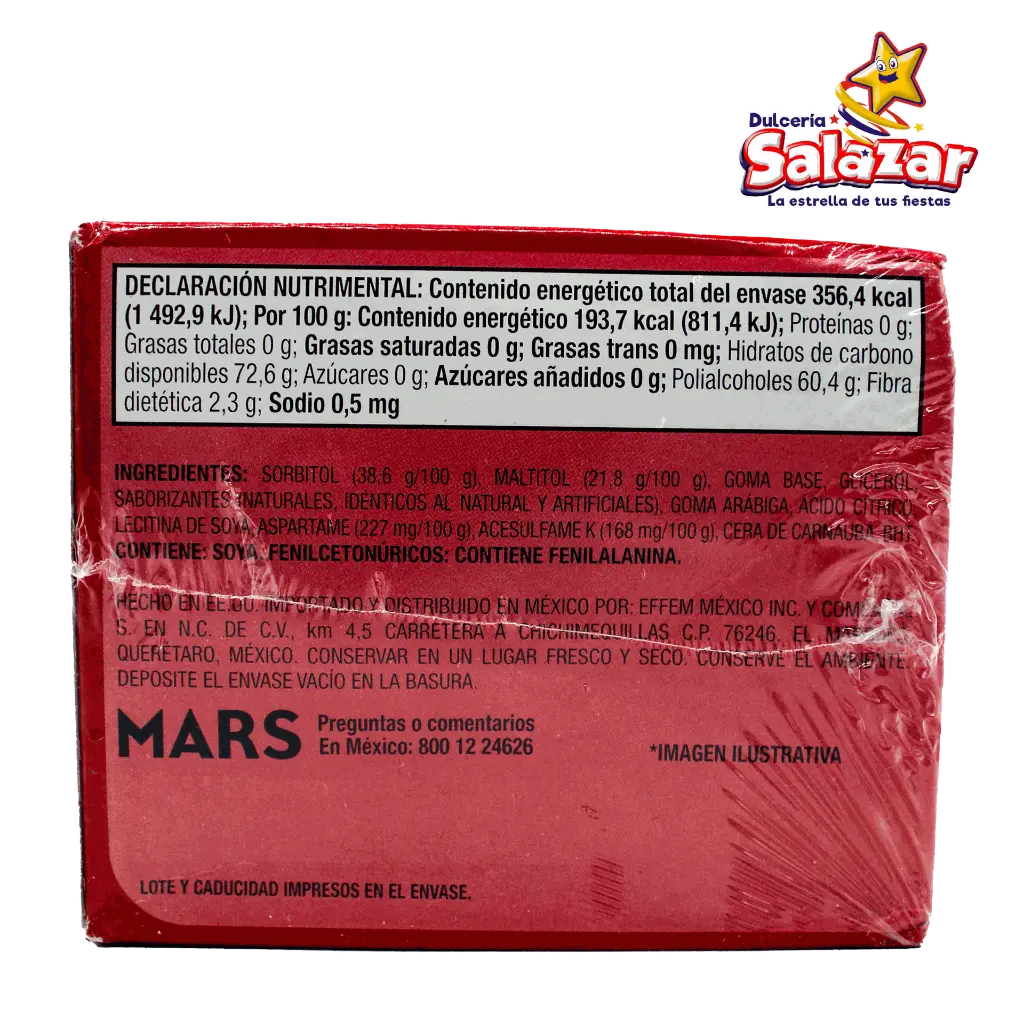 Dulcería
Salazar
La estrella de tus fiestas
DECLARACIÓN NUTRIMENTAL: Contenido energético total del envase 356,4 kcal
(1 492,9 kJ); Por 100 g: Contenido energético 193,7 kcal (811,4 kJ); Proteínas 0 g;
Grasas totales 0 g; Grasas saturadas 0 g; Grasas trans 0 mg; Hidratos de carbono
disponibles 72,6 g; Azúcares 0 g; Azúcares añadidos 0 g; Polialcoholes 60,4 g; Fibra
dietética 2,3 g; Sodio 0,5 mg
INGREDIENTES: SORBITOL (38,6 g/100 g), MALTITOL (21,8 g/100 g), GOMA BASE, GLICEROL,
SABORIZANTES (NATURALES, IDÉNTICOS AL NATURAL Y ARTIFICIALES), GOMA ARÁBIGA, ÁCIDO CÍTRICO,
LECITINA DE SOYA, ASPARTAME (227 mg/100 g), ACESULFAME K (168 mg/100 g), CERA DE CARNAUBA, BHT.
CONTIENE: SOYA. FENILCETONÚRICOS: CONTIENE FENILALANINA.
HECHO EN EE.UU. IMPORTADO Y DISTRIBUIDO EN MÉXICO POR: EFFEM MÉXICO INC. Y
S. EN N.C. DE C.V., km 4,5 CARRETERA A CHICHIMEQUILLAS C.P. 76246, EL
QUERÉTARO, MÉXICO. CONSERVAR EN UN LUGAR FRESCO Y SECO. CONSERVE EL AMBIENTE.
DEPOSITE EL ENVASE VACÍO EN LA BASURA.
MARS
Preguntas o comentarios
En México: 800 12 24626
*IMAGEN ILUSTRATIVA
LOTE Y CADUCIDAD IMPRESOS EN EL ENVASE.